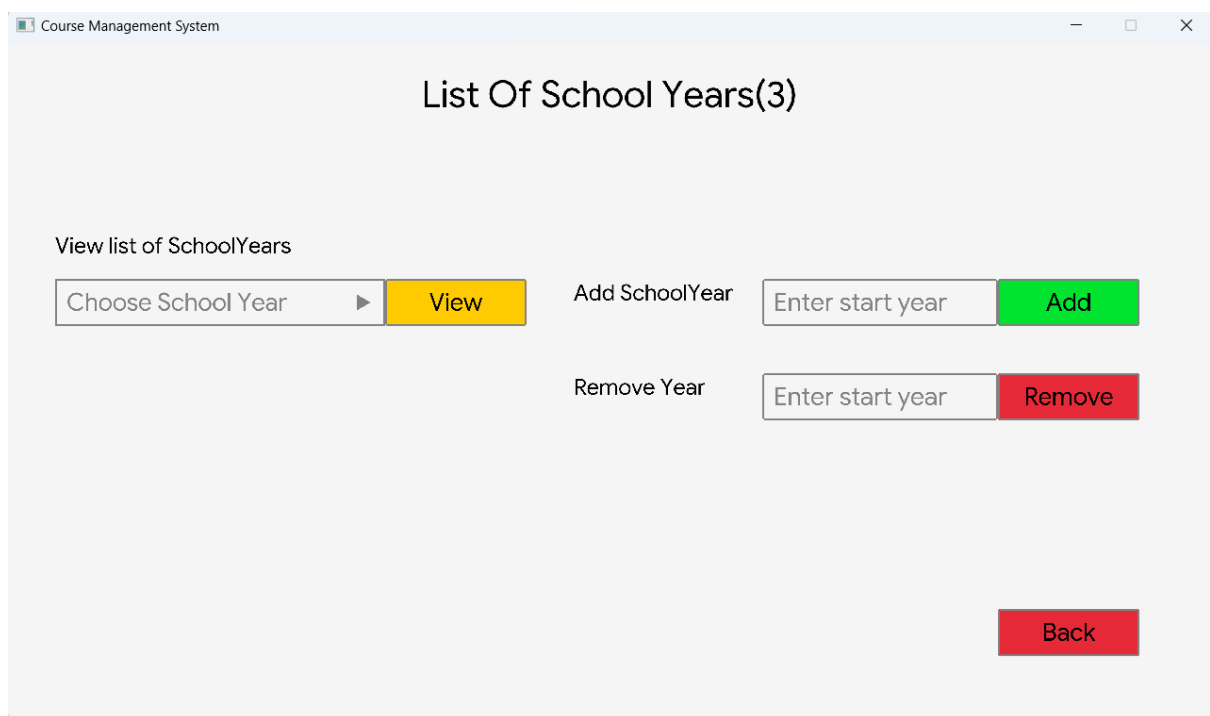 Course Management System
List Of School Years(3)
View list of SchoolYears
Choose School Year
View
Add SchoolYear
Enter start year
Add
Remove Year
Enter start year
Remove
Back